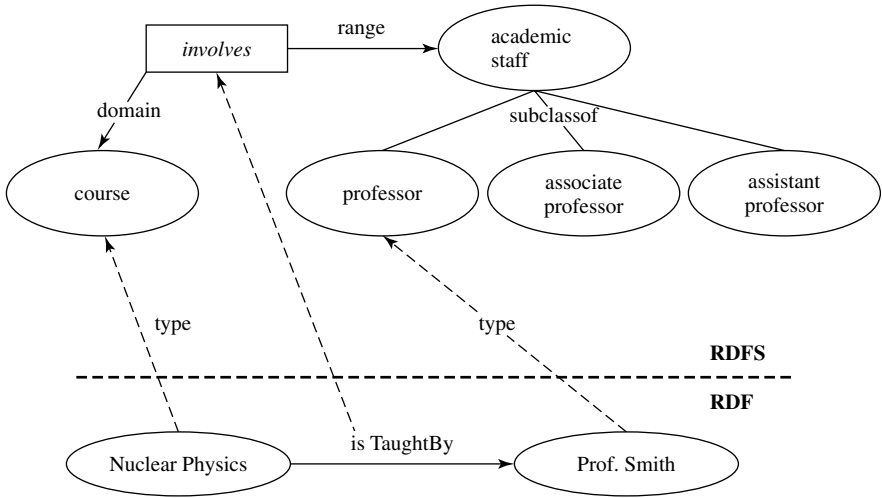 involves
range
academic
staff
domain
subclassof
course
professor
associate
professor
assistant
professor
type
type
RDFS
RDF
is TaughtBy
Nuclear Physics
Prof. Smith